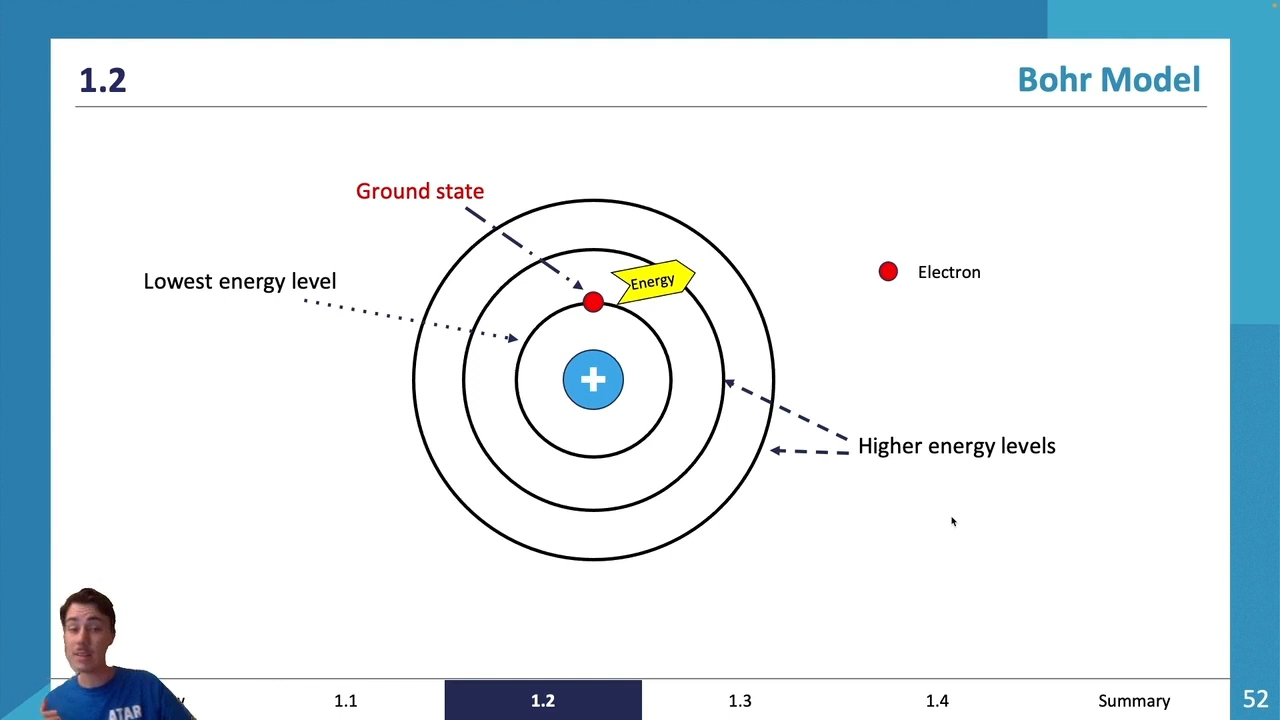 1.2
Bohr Model
Ground state
Lowest energy level
Energy
Electron
Higher energy levels
ATAR
1.1
1.2
1.3
1.4
Summary
52